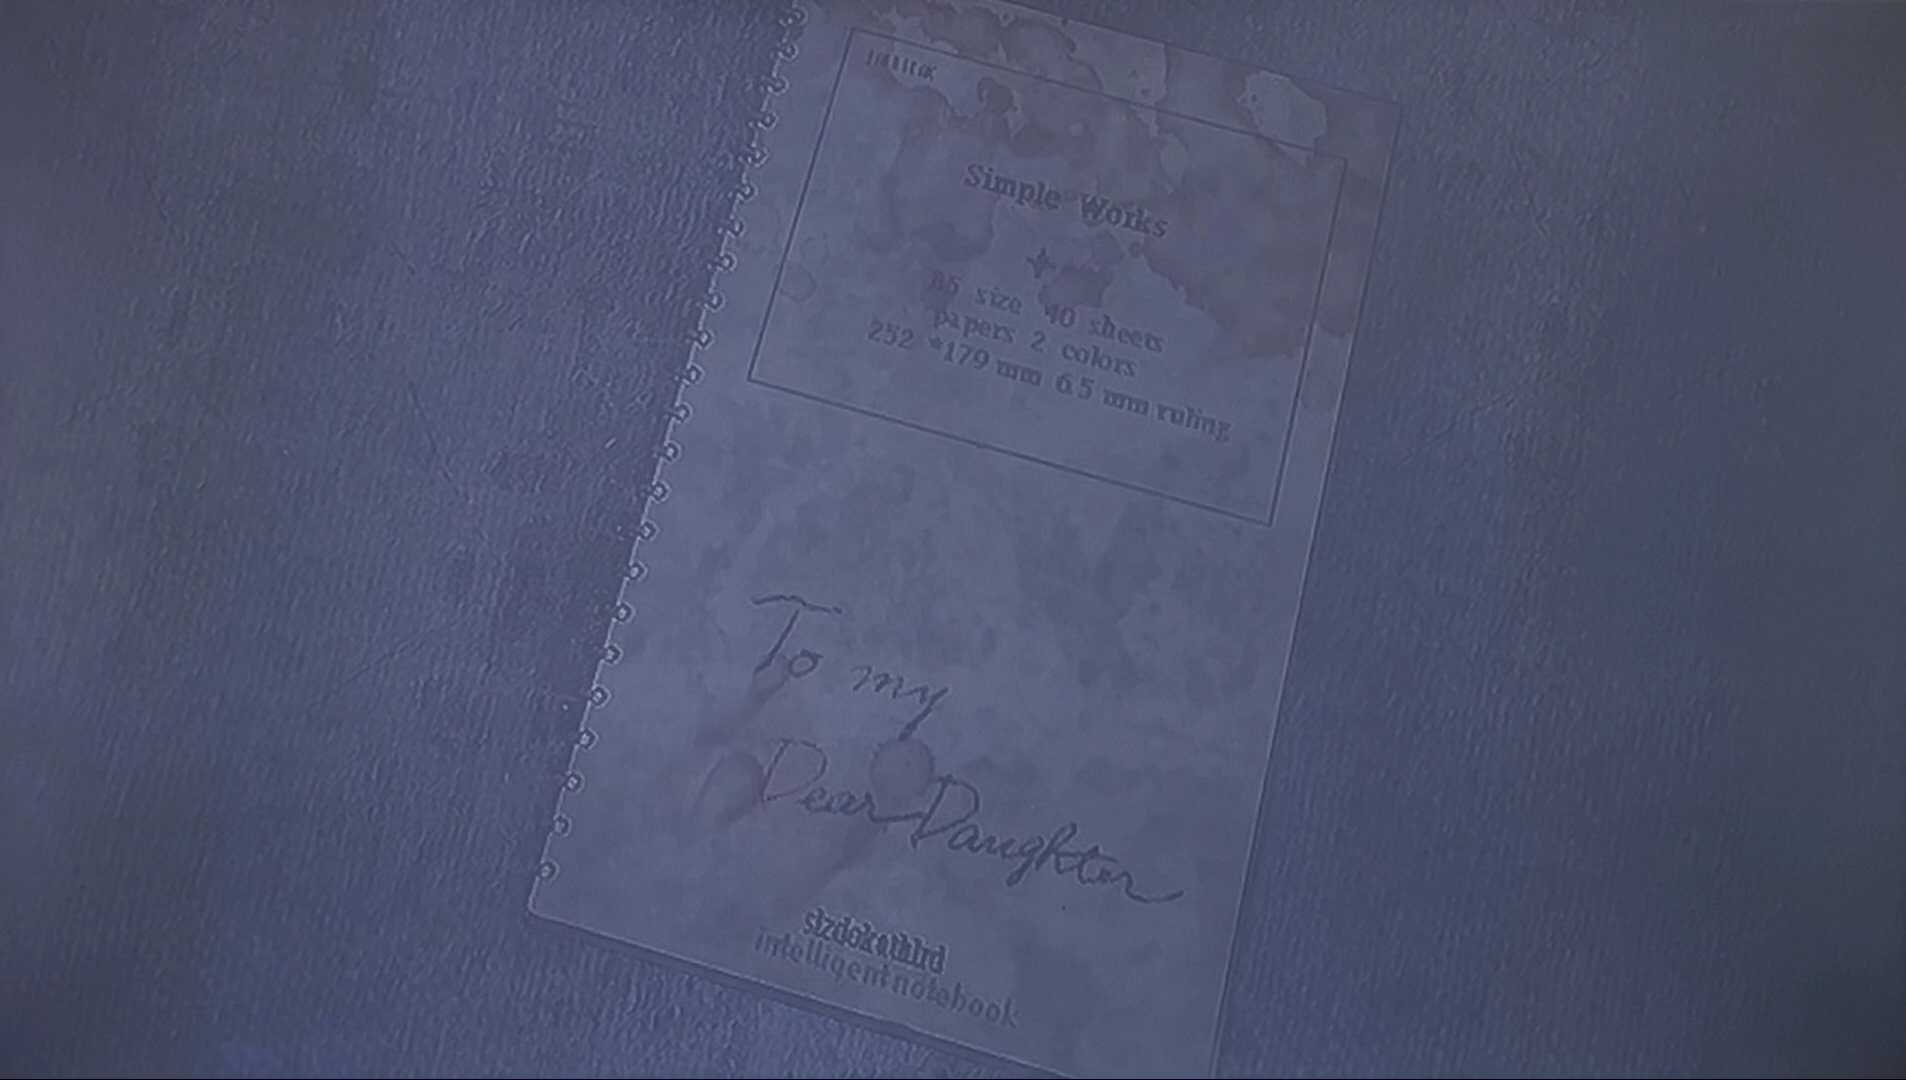 Simple Works
size 40 sheets
papers 2 colors
252 *179 mm 6.5 mm ruling
To my
Dear Daughter
intelligent notebook